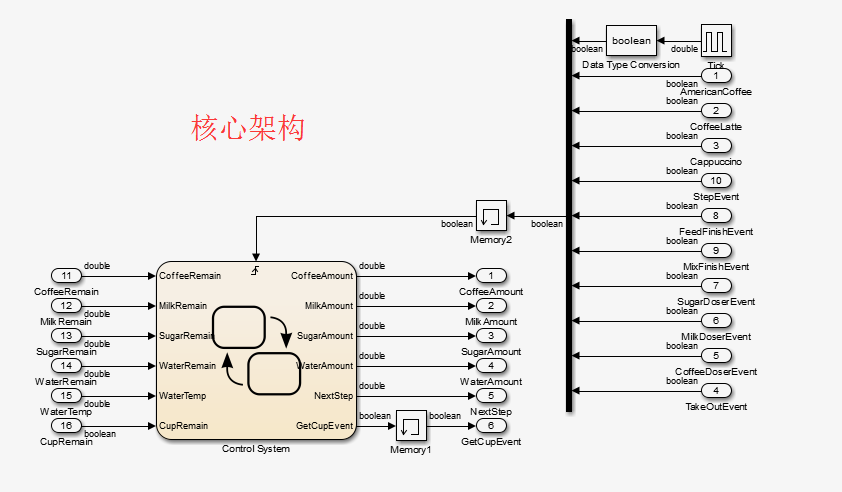 核心架构
boolean
boolean
double
Data Type Conversion
Tick
1
boolean
AmericanCoffee
2
boolean
CoffeeLatte
3
boolean
Cappuccino
10
boolean
StepEvent
8
boolean
FeedFinishEvent
9
boolean
MixFinishEvent
7
boolean
SugarDoserEvent
6
boolean
MilkDoserEvent
5
boolean
CoffeeDoserEvent
4
boolean
TakeOutEvent
boolean
Memory2
boolean
11
double
CoffeeRemain
12
double
MilkRemain
13
double
SugarRemain
14
double
WaterRemain
15
double
WaterTemp
16
boolean
CupRemain
CoffeeRemain
MilkRemain
SugarRemain
WaterRemain
WaterTemp
CupRemain
CoffeeAmount
MilkAmount
SugarAmount
WaterAmount
NextStep
GetCupEvent
Control System
double
1
CoffeeAmount
double
2
MilkAmount
double
3
SugarAmount
double
4
WaterAmount
double
5
NextStep
boolean
Memory1
boolean
6
GetCupEvent